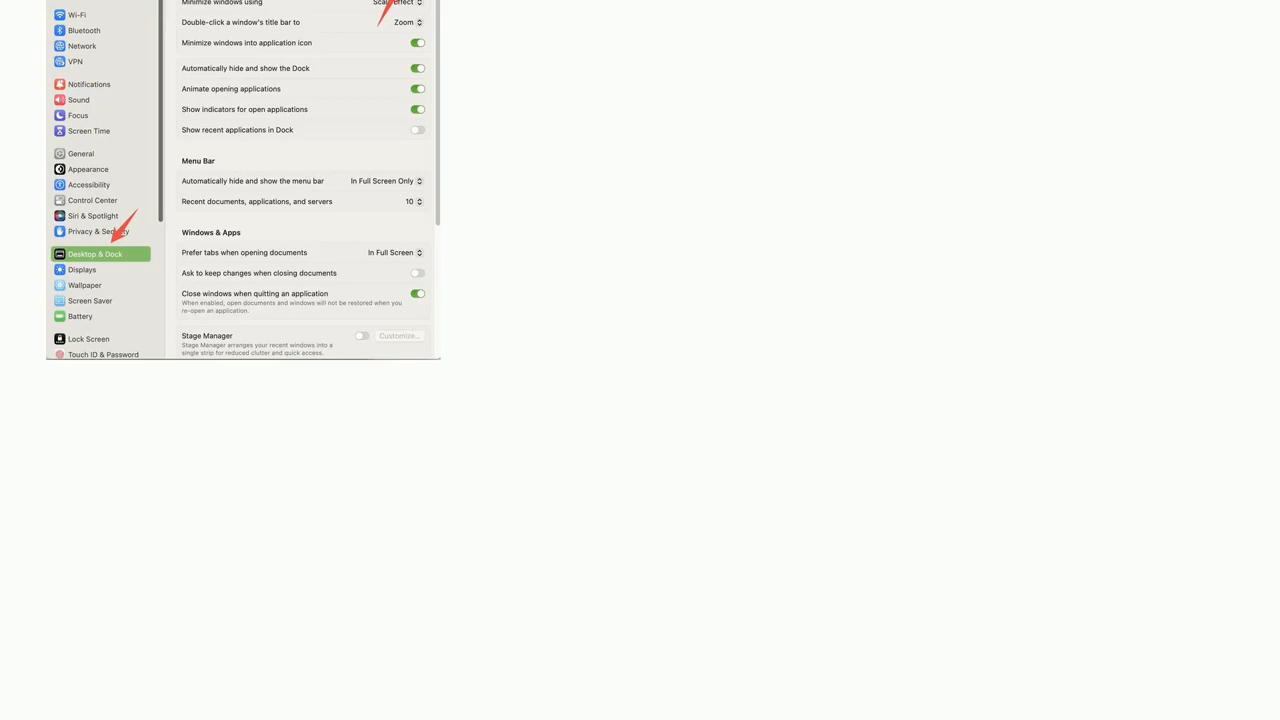 Wi-Fi
Bluetooth
Network
VPN
Notifications
Sound
Focus
Screen Time
General
Appearance
Accessibility
Control Center
Siri & Spotlight
Privacy & Security
Desktop & Dock
Displays
Wallpaper
Screen Saver
Battery
Lock Screen
Touch ID & Password
Minimize windows using
Scale Effect
Double-click a window's title bar to
Zoom
Minimize windows into application icon
Automatically hide and show the Dock
Animate opening applications
Show indicators for open applications
Show recent applications in Dock
Menu Bar
Automatically hide and show the menu bar
In Full Screen Only
Recent documents, applications, and servers
10
Windows & Apps
Prefer tabs when opening documents
In Full Screen
Ask to keep changes when closing documents
Close windows when quitting an application
When enabled, open documents and windows will not be restored when you
re-open an application.
Stage Manager
Customize...
Stage Manager arranges your recent windows into a
single strip for reduced clutter and quick access.